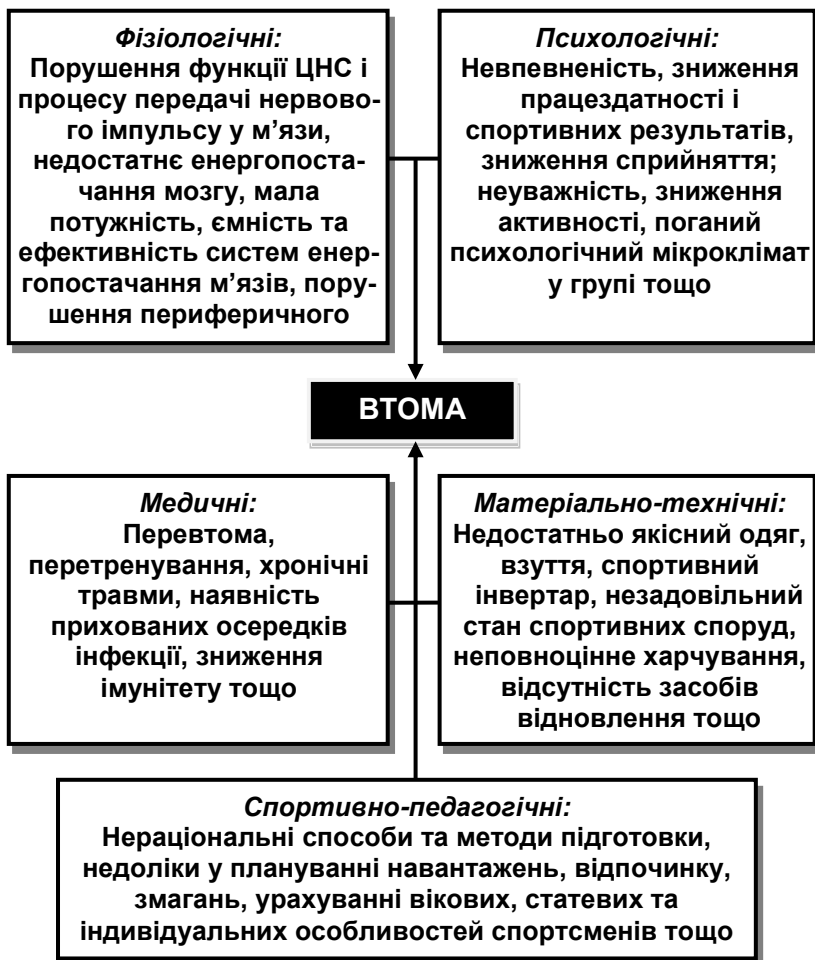 Фізіологічні:
Порушення функції ЦНС і
процесу передачі нервово-
го імпульсу у м’язи,
недостатнє енергопоста-
чання мозку, мала
потужність, ємність та
ефективність систем енер-
гопостачання м’язів, пору-
шення периферичного
Психологічні:
Невпевненість, зниження
працездатності і
спортивних результатів,
зниження сприйняття;
неуважність, зниження
активності, поганий
психологічний мікроклімат
у групі тощо
ВТОМА
Медичні:
Перевтома,
перетренування, хронічні
травми, наявність
прихованих осередків
інфекції, зниження
імунітету тощо
Матеріально-технічні:
Недостатньо якісний одяг,
взуття, спортивний
інвертар, незадовільний
стан спортивних споруд,
неповноцінне харчування,
відсутність засобів
відновлення тощо
Спортивно-педагогічні:
Нераціональні способи та методи підготовки,
недоліки у плануванні навантажень, відпочинку,
змагань, урахуванні вікових, статевих та
індивідуальних особливостей спортсменів тощо